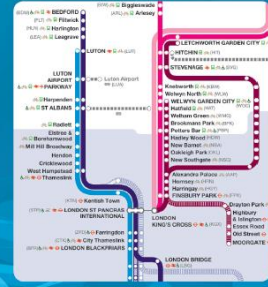 BEDFORD
Flitwick
Harlington
Leagrave
LUTON
LUTON
AIRPORT
PARKWAY
Luton Airport
Harpenden
ST ALBANS
Radlett
Elstree &
Borehamwood
Mill Hill Broadway
Hendon
Cricklewood
West Hampstead
Thameslink
Kentish Town
LONDON ST PANCRAS
INTERNATIONAL
Farringdon
City Thameslink
LONDON BLACKFRIARS
Biggleswade
Arlesey
LETCHWORTH GARDEN CITY
HITCHIN
STEVENAGE
Knebworth
Welwyn North
WELWYN GARDEN CITY
Hatfield
Welham Green
Brookmans Park
Potters Bar
Hadley Wood
New Barnet
Oakleigh Park
New Southgate
Alexandra Palace
Hornsey
Harringay
FINSBURY PARK
Drayton Park
Highbury
& Islington
Essex Road
Old Street
MOORGATE
LONDON
KING'S CROSS
LONDON BRIDGE